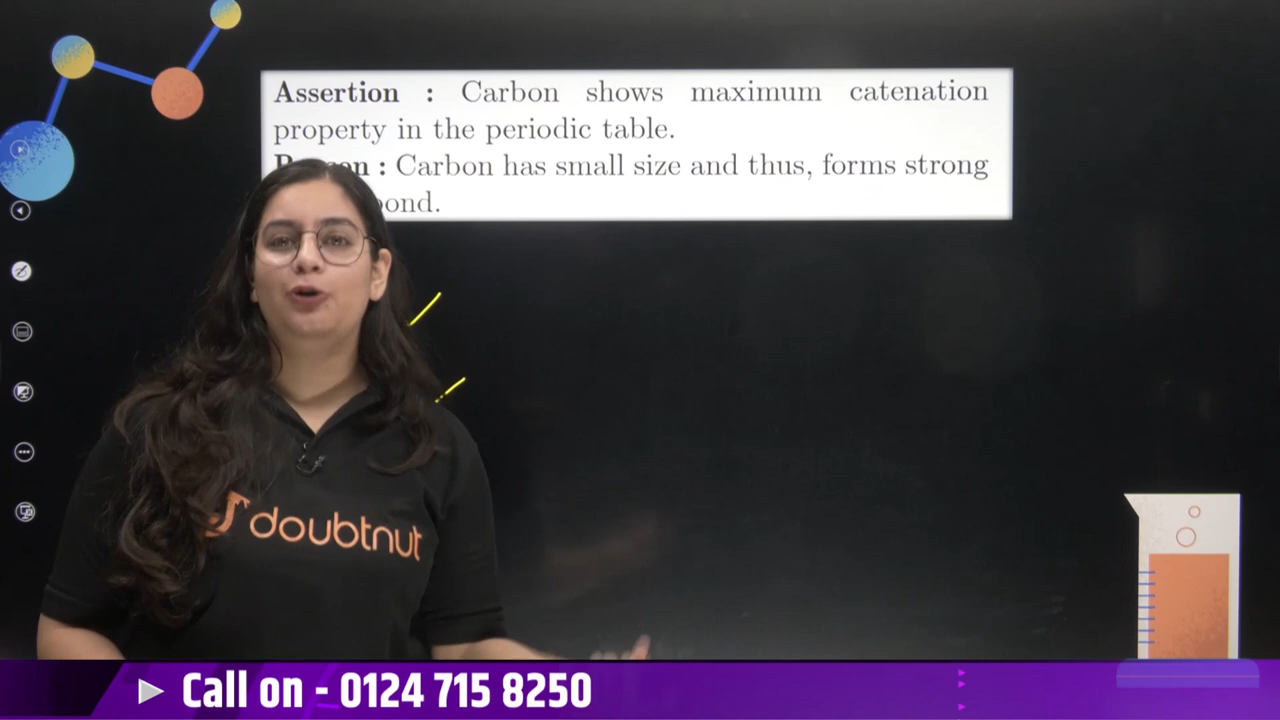 Assertion : Carbon shows maximum catenation
property in the periodic table.
: Carbon has small size and thus, forms strong
bond.
doubtnut
Call on - 0124 715 8250